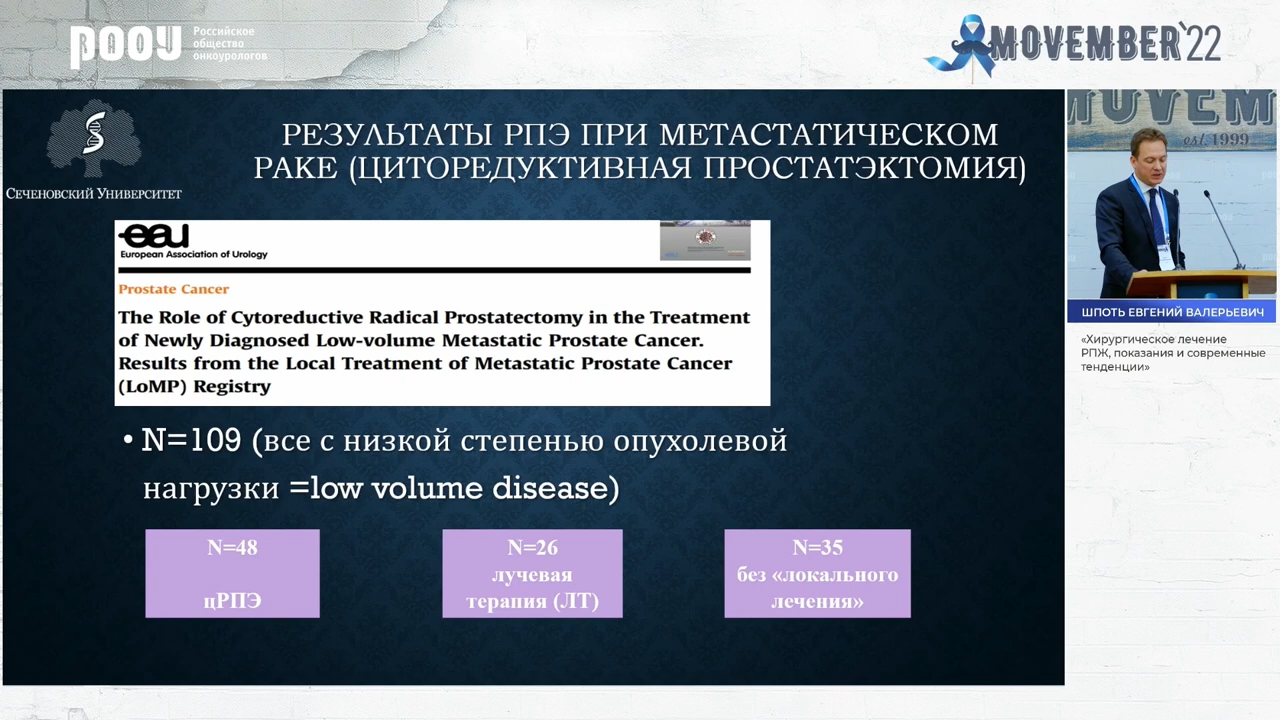 РООУ
Российское
общество
онкоурологов
MOVEMBER'22
Сеченовский Университет
РЕЗУЛЬТАТЫ РПЭ ПРИ МЕТАСТАТИЧЕСКОМ
РАКЕ (ЦИТОРЕДУКТИВНАЯ ПРОСТАТЭКТОМИЯ)
eau
European Association of Urology
Prostate Cancer
The Role of Cytoreductive Radical Prostatectomy in the Treatment
of Newly Diagnosed Low-volume Metastatic Prostate Cancer.
Results from the Local Treatment of Metastatic Prostate Cancer
(LoMP) Registry
• N=109 (все с низкой степенью опухолевой
нагрузки =low volume disease)
N=48
цРПЭ
N=26
лучевая
терапия (ЛТ)
N=35
без «локального
лечения»
MOVEM
est. 1999
ШПОТЬ ЕВГЕНИЙ ВАЛЕРЬЕВИЧ
«Хирургическое лечение
РПЖ, показания и современные
тенденции»